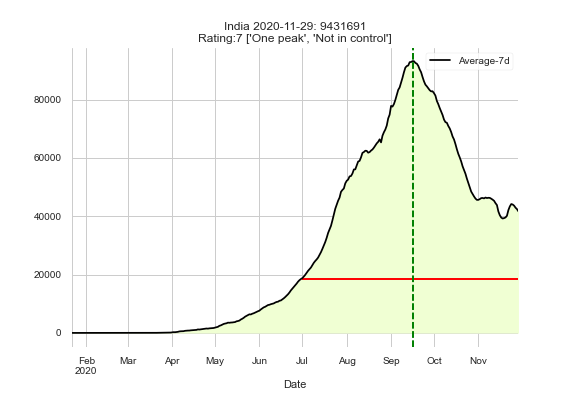 India 2020-11-29: 9431691
Rating:7 ['One peak', 'Not in control']
Average-7d
80000
60000
40000
20000
0
Feb Mar Apr May Jun Jul Aug Sep Oct Nov
2020
Date